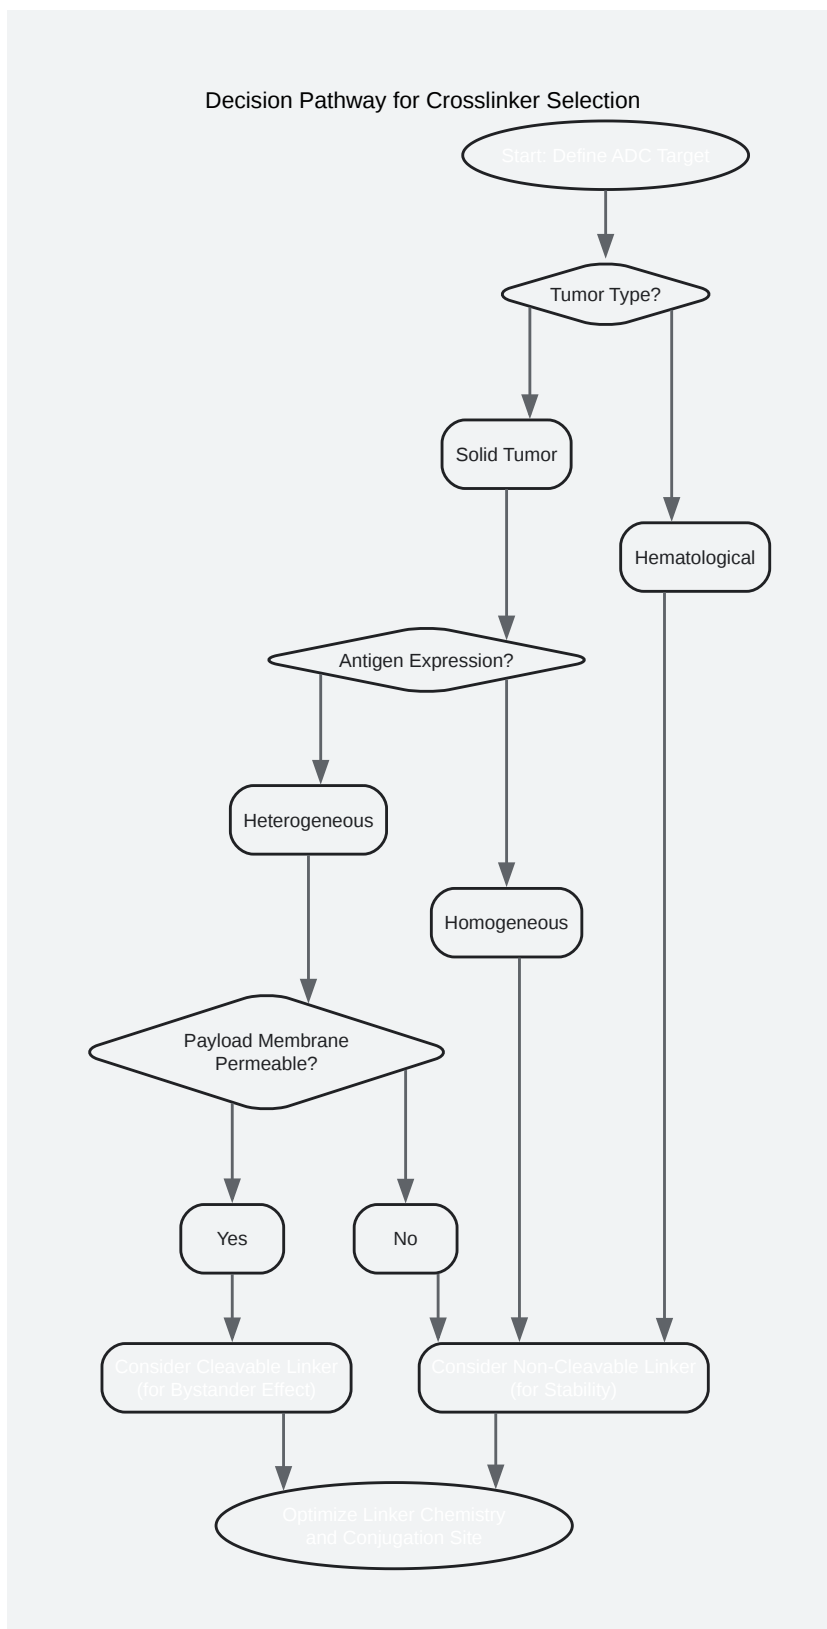 Decision Pathway for Crosslinker Selection
Start: Define ADC Target
Tumor Type?
Solid Tumor
Hematological
Antigen Expression?
Heterogeneous
Homogeneous
Payload Membrane
Permeable?
Yes
No
Consider Cleavable Linker
(for Bystander Effect)
Consider Non-Cleavable Linker
(for Stability)
Optimize Linker Chemistry
and Conjugation Site